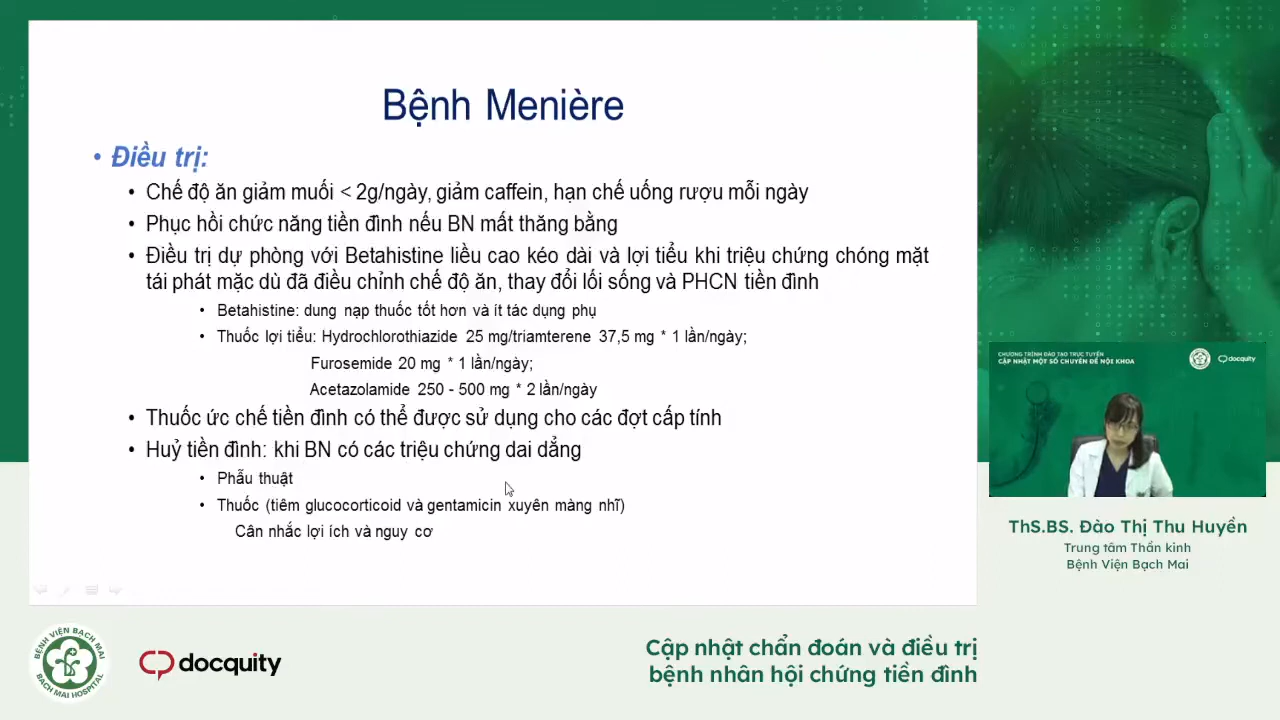 Bệnh Menière
• Điều trị:
• Chế độ ăn giảm muối < 2g/ngày, giảm caffein, hạn chế uống rượu mỗi ngày
• Phục hồi chức năng tiền đình nếu BN mất thăng bằng
• Điều trị dự phòng với Betahistine liều cao kéo dài và lợi tiểu khi triệu chứng chóng mặt
tái phát mặc dù đã điều chỉnh chế độ ăn, thay đổi lối sống và PHCN tiền đình
• Betahistine: dung nạp thuốc tốt hơn và ít tác dụng phụ
• Thuốc lợi tiểu: Hydrochlorothiazide 25 mg/triamterene 37,5 mg * 1 lần/ngày;
Furosemide 20 mg * 1 lần/ngày;
Acetazolamide 250 - 500 mg * 2 lần/ngày
• Thuốc ức chế tiền đình có thể được sử dụng cho các đợt cấp tính
• Huỷ tiền đình: khi BN có các triệu chứng dai dẳng
• Phẫu thuật
• Thuốc (tiêm glucocorticoid và gentamicin xuyên màng nhĩ)
Cân nhắc lợi ích và nguy cơ
CHƯƠNG TRÌNH ĐÀO TẠO TRỰC TUYẾN
CẬP NHẬT MỘT SỐ CHUYÊN ĐỀ NỘI KHOA
docquity
ThS.BS. Đào Thị Thu Huyền
Trung tâm Thần kinh
Bệnh Viện Bạch Mai
BỆNH VIỆN BẠCH MAI
BACH MAI HOSPITAL
docquity
Cập nhật chẩn đoán và điều trị
bệnh nhân hội chứng tiền đình